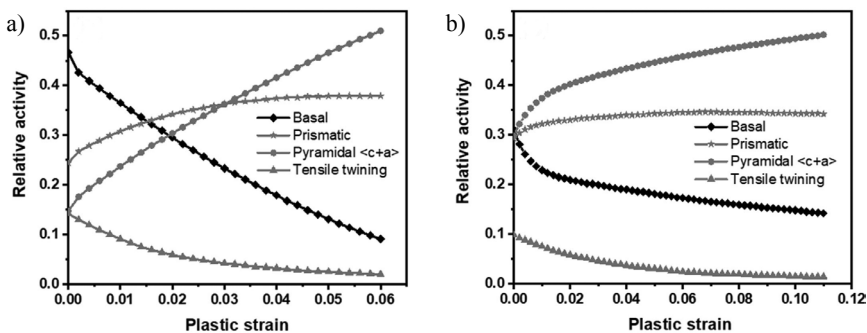 a)
Relative activity
0.5
0.4
0.3
0.2
0.1
0.0
Basal
Prismatic
Pyramidal <c+a>
Tensile twining
0.00 0.01 0.02 0.03 0.04 0.05 0.06
Plastic strain
b)
Relative activity
0.5
0.4
0.3
0.2
0.1
0.0
Basal
Prismatic
Pyramidal <c+a>
Tensile twining
0.00 0.02 0.04 0.06 0.08 0.10 0.12
Plastic strain